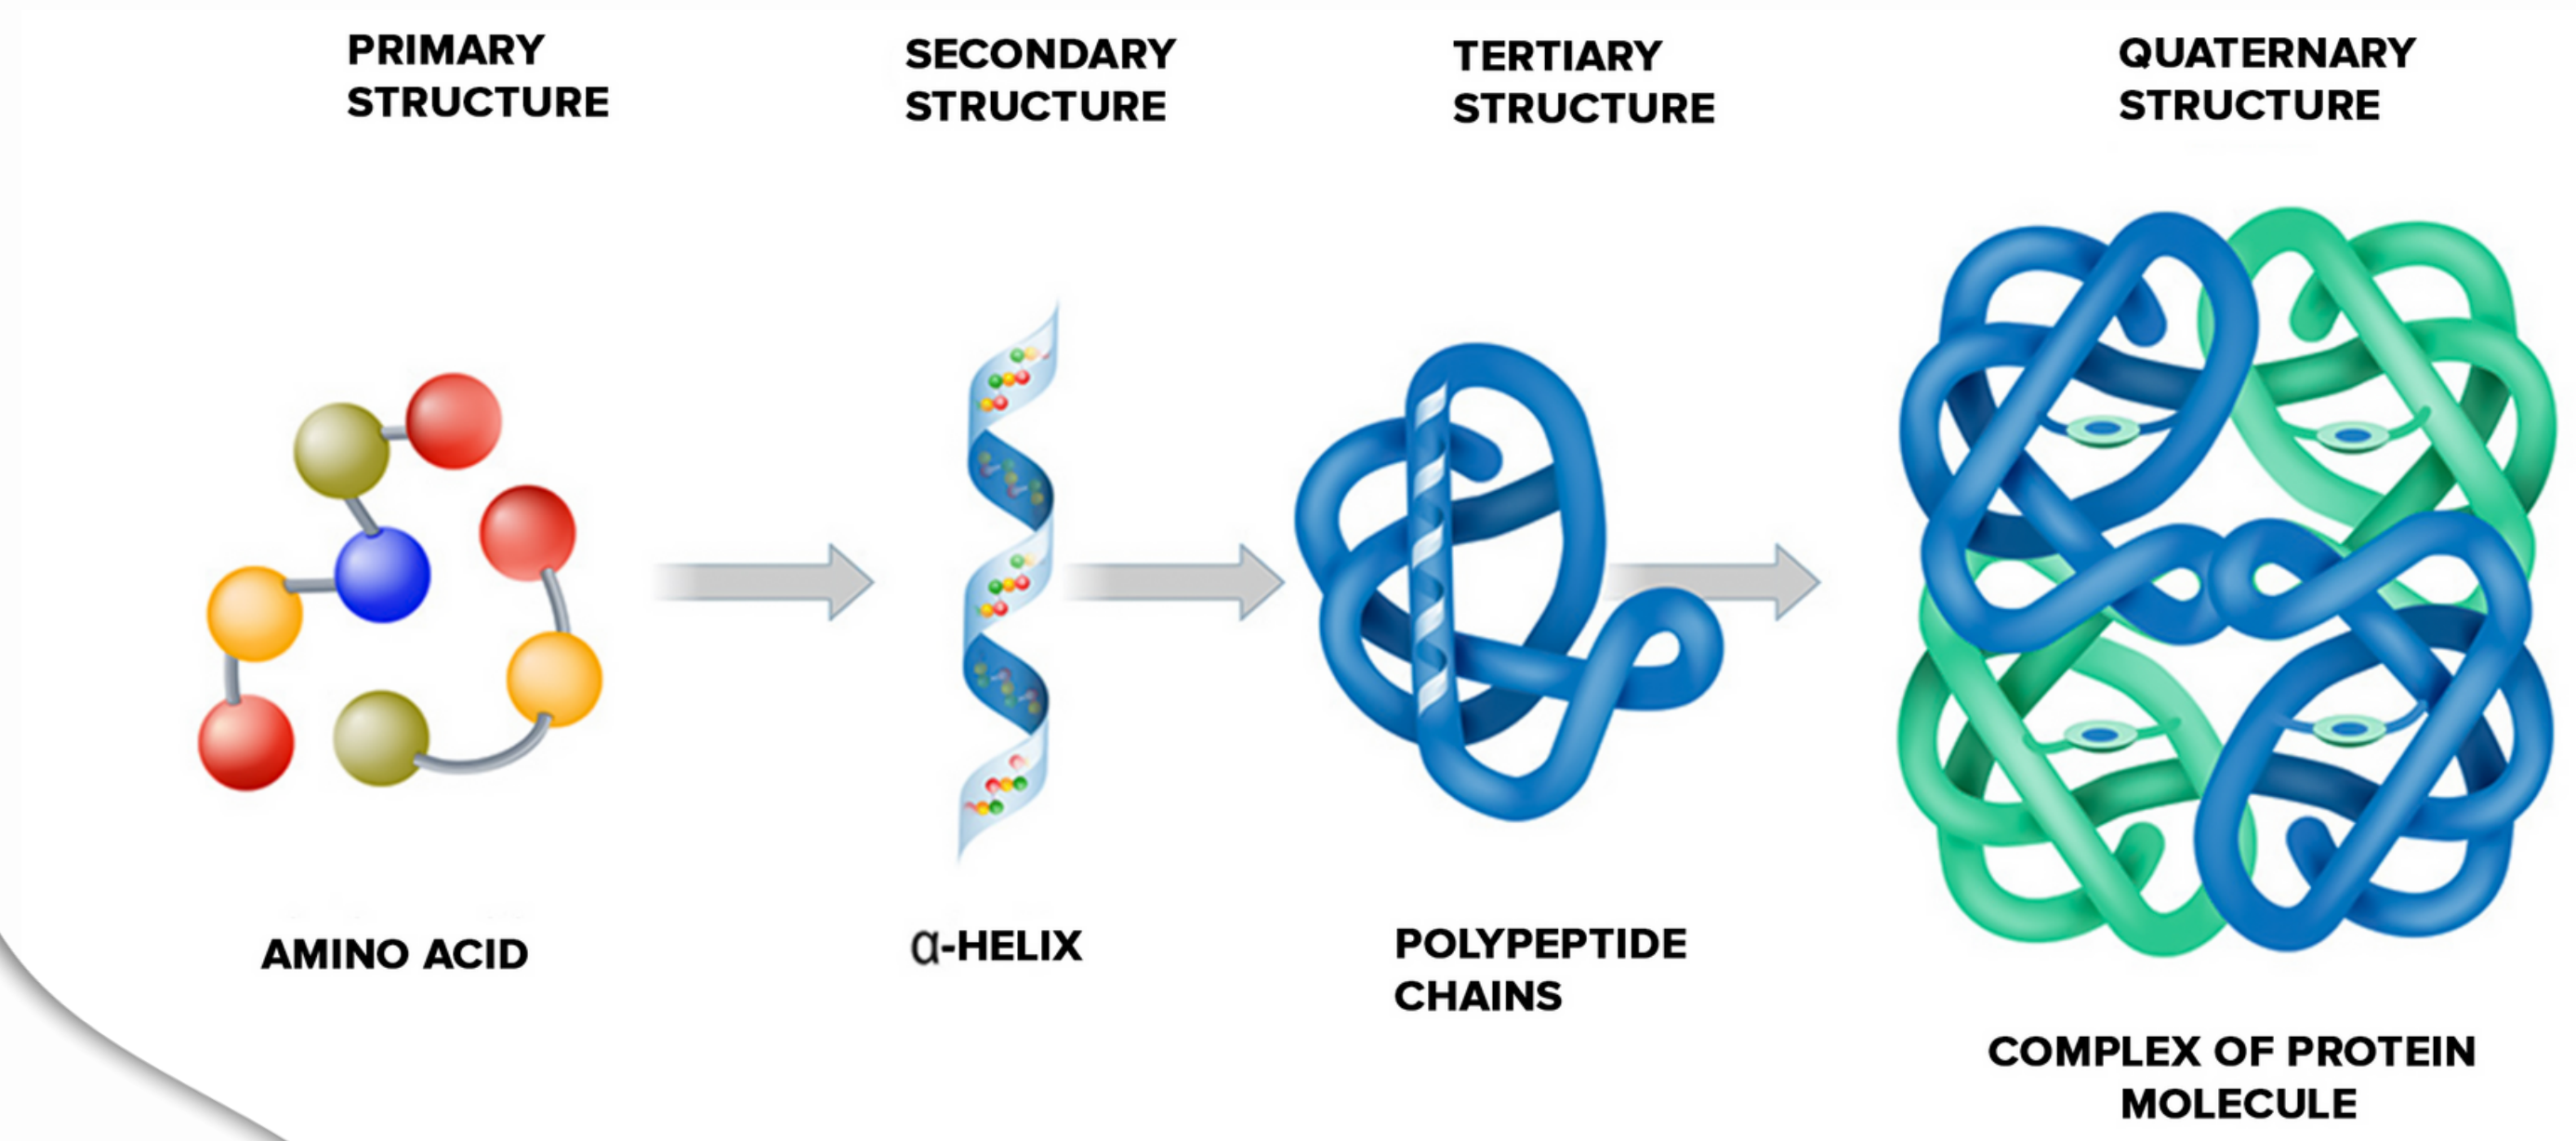 PRIMARY
STRUCTURE
SECONDARY
STRUCTURE
TERTIARY
STRUCTURE
QUATERNARY
STRUCTURE
AMINO ACID
α-HELIX
POLYPEPTIDE
CHAINS
COMPLEX OF PROTEIN
MOLECULE